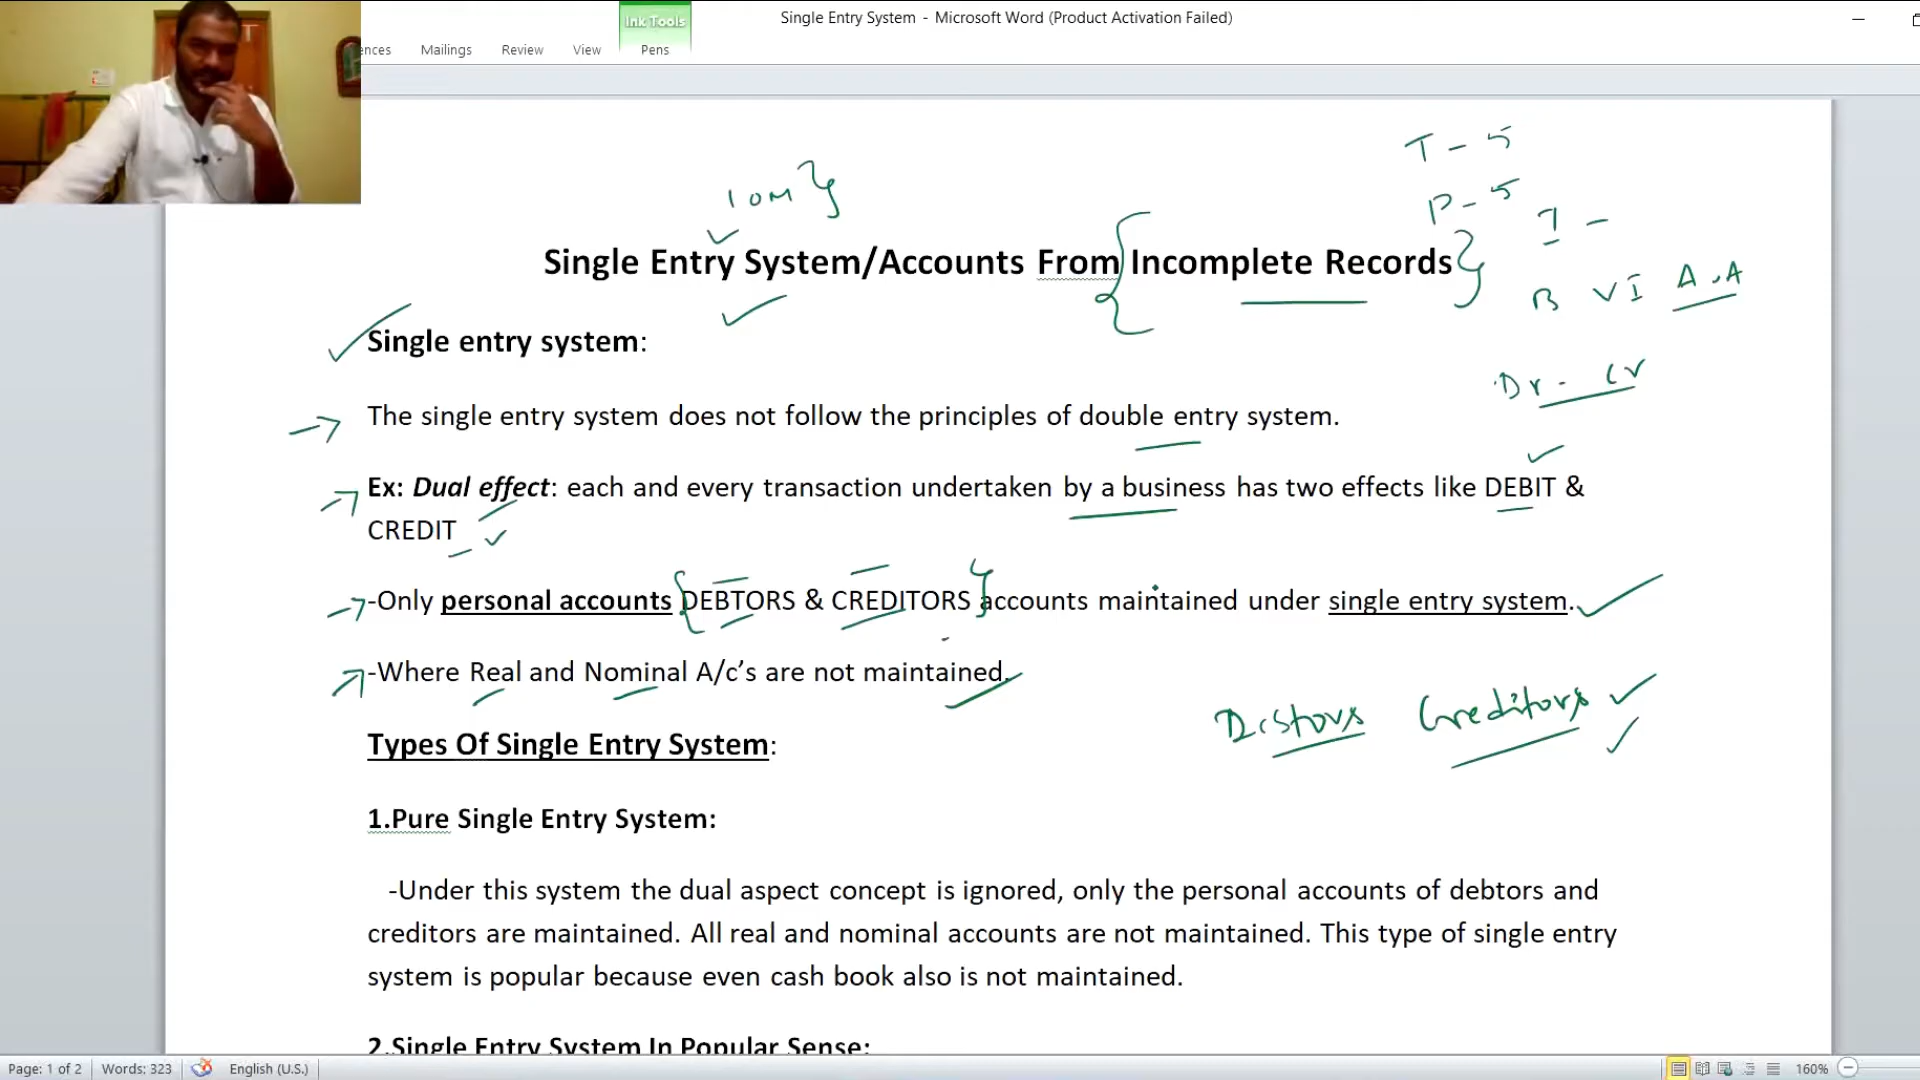 Single Entry System - Microsoft Word (Product Activation Failed)
Ink Tools
ences Mailings Review View Pens
T - 5
P - 5
10M}
I -
B VI A.A
Single Entry System/Accounts From Incomplete Records
Single entry system:
Dr - Cr
The single entry system does not follow the principles of double entry system.
Ex: Dual effect: each and every transaction undertaken by a business has two effects like DEBIT &
CREDIT
-Only personal accounts {DEBTORS & CREDITORS} accounts maintained under single entry system.
-Where Real and Nominal A/c's are not maintained.
Creditors
Types Of Single Entry System:
1.Pure Single Entry System:
-Under this system the dual aspect concept is ignored, only the personal accounts of debtors and
creditors are maintained. All real and nominal accounts are not maintained. This type of single entry
system is popular because even cash book also is not maintained.
2.Single Entry System In Popular Sense:
Page: 1 of 2 Words: 323 English (U.S.) 160%